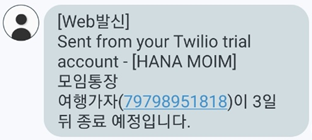 [Web발신]
Sent from your Twilio trial
account - [HANA MOIM]
모임통장
여행가자(79798951818)이 3일
뒤 종료 예정입니다.